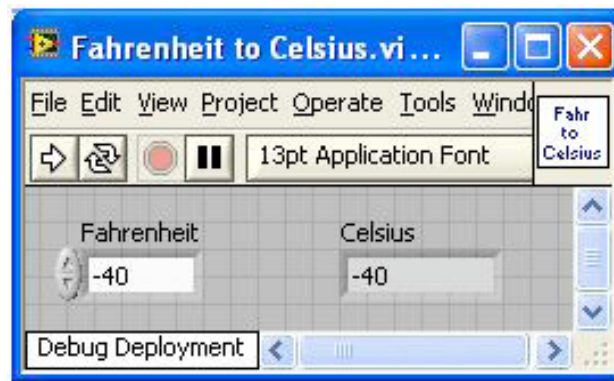 Fahrenheit to Celsius.vi ...
File Edit View Project Operate Tools
Fahr
to
Celsius
13pt Application Font
Fahrenheit
Celsius
-40
-40
Debug Deployment